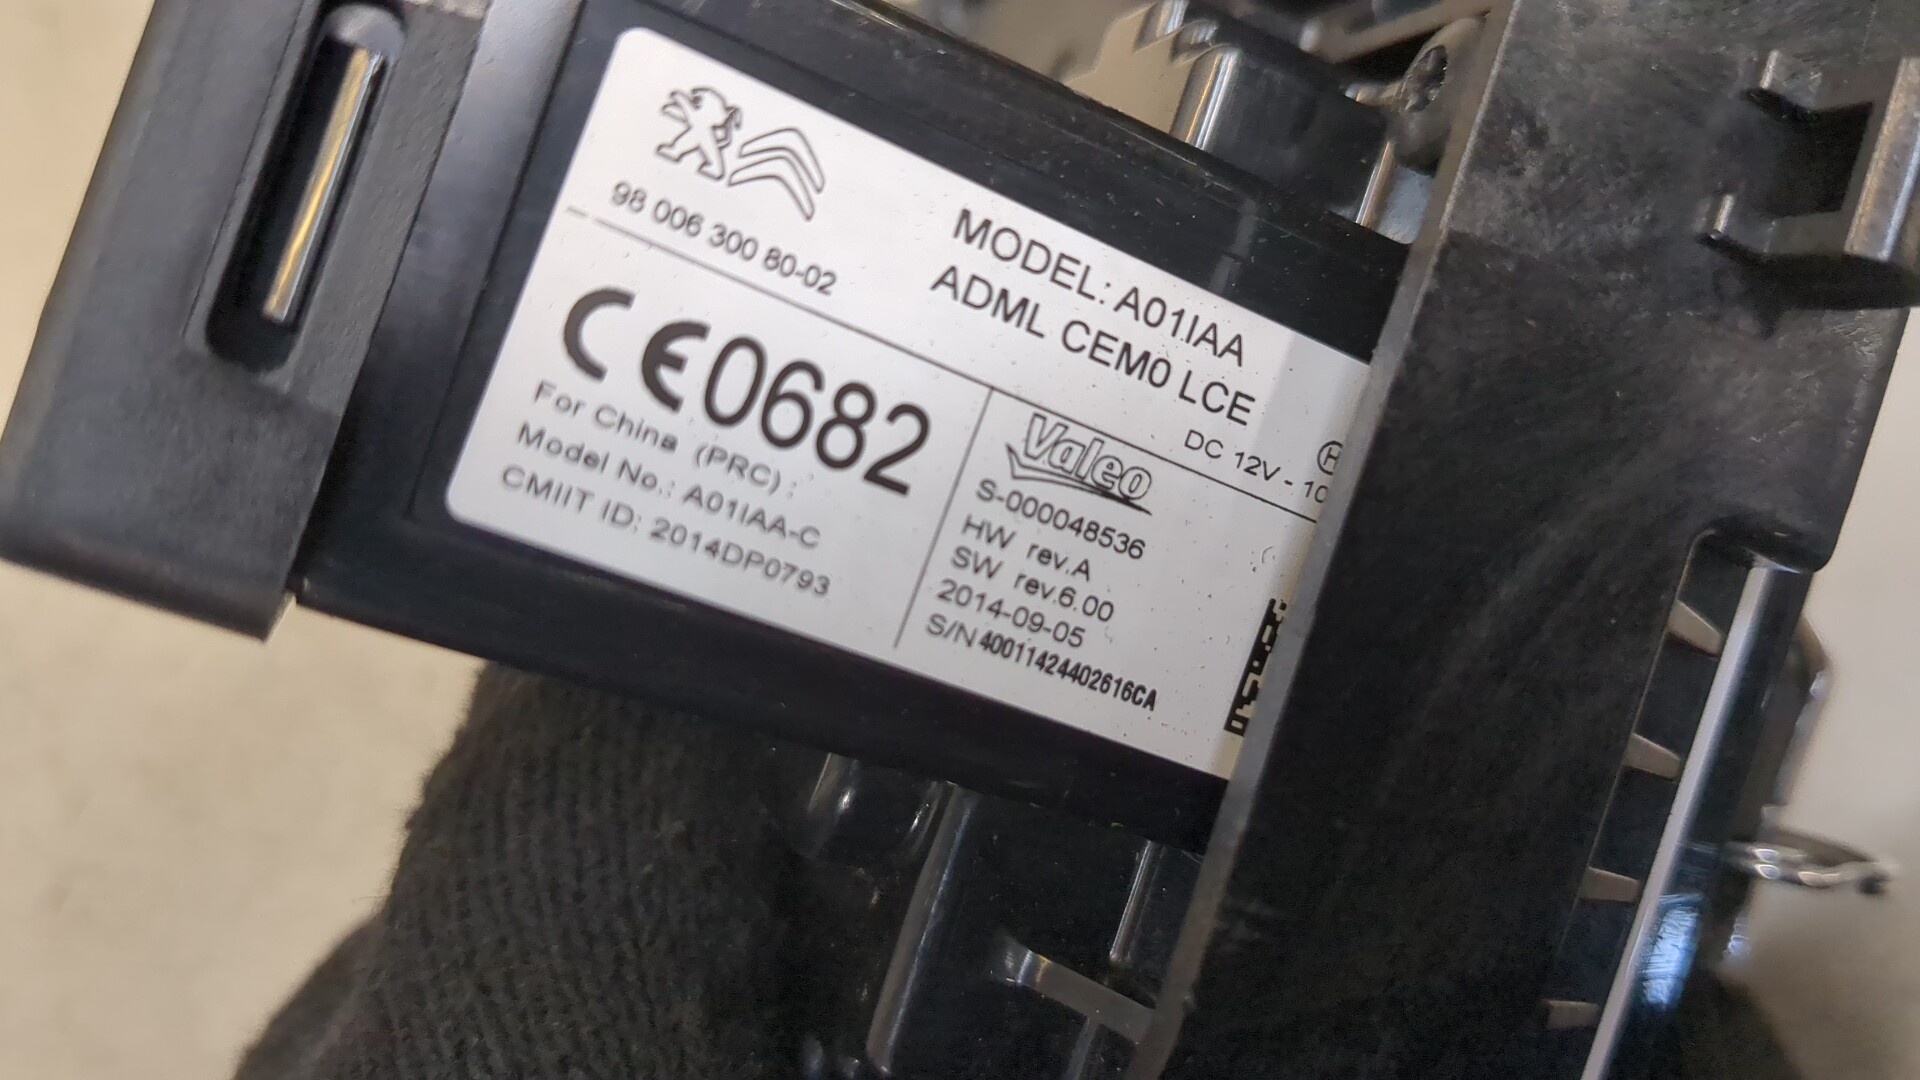 98 006 300 80-02
MODEL: A01IAA
ADML CEM0 LCE
DC 12V - 10
H
CE0682
For China (PRC) :
Model No.: A01IAA-C
CMIIT ID: 2014DP0793
Valeo
S-000048536
HW rev.A
SW rev.6.00
2014-09-05
S/N 40011424402616CA